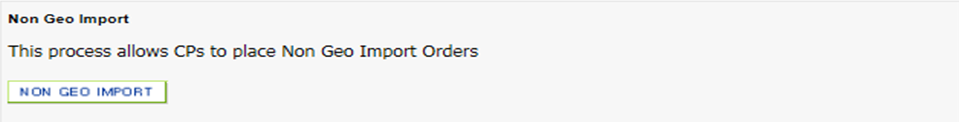 Non Geo Import
This process allows CPs to place Non Geo Import Orders
NON GEO IMPORT